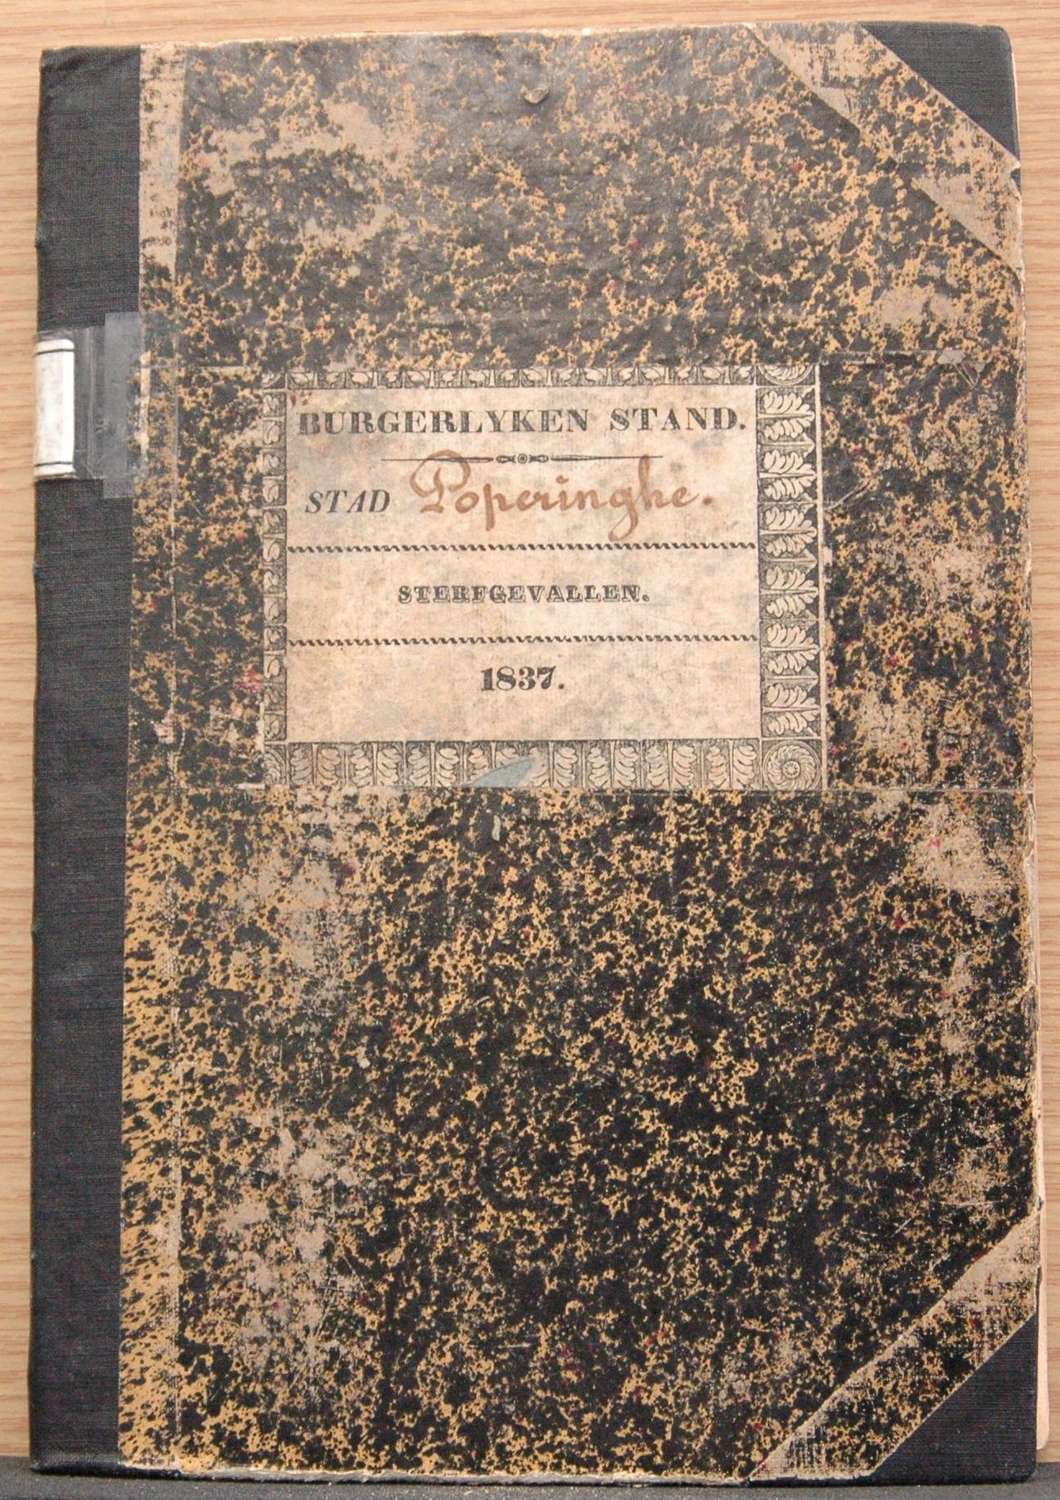 BURGERLYKEN STAND.
STAD Poperinghe.
STERFGEVALLEN.
1837.